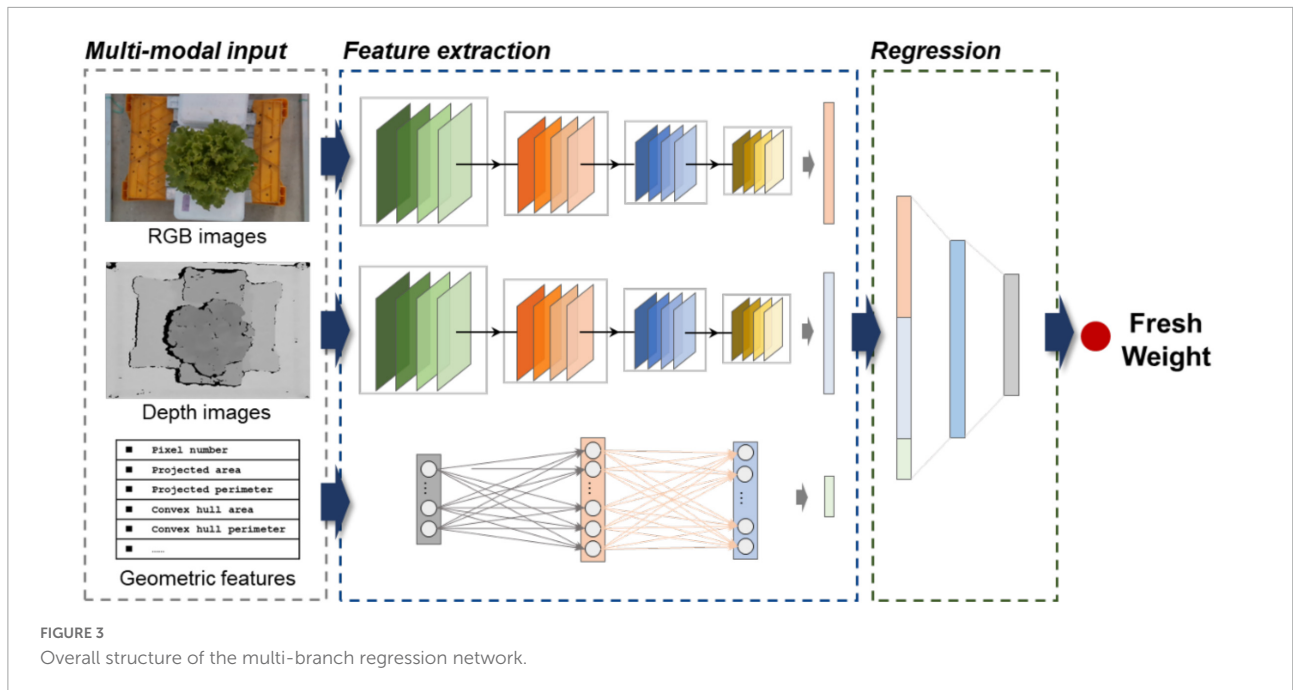 Multi-modal input
Feature extraction
Regression
RGB images
Depth images
■ Pixel number
■ Projected area
■ Projected perimeter
■ Convex hull area
■ Convex hull perimeter
■ ……
Geometric features
Fresh
Weight
FIGURE 3
Overall structure of the multi-branch regression network.